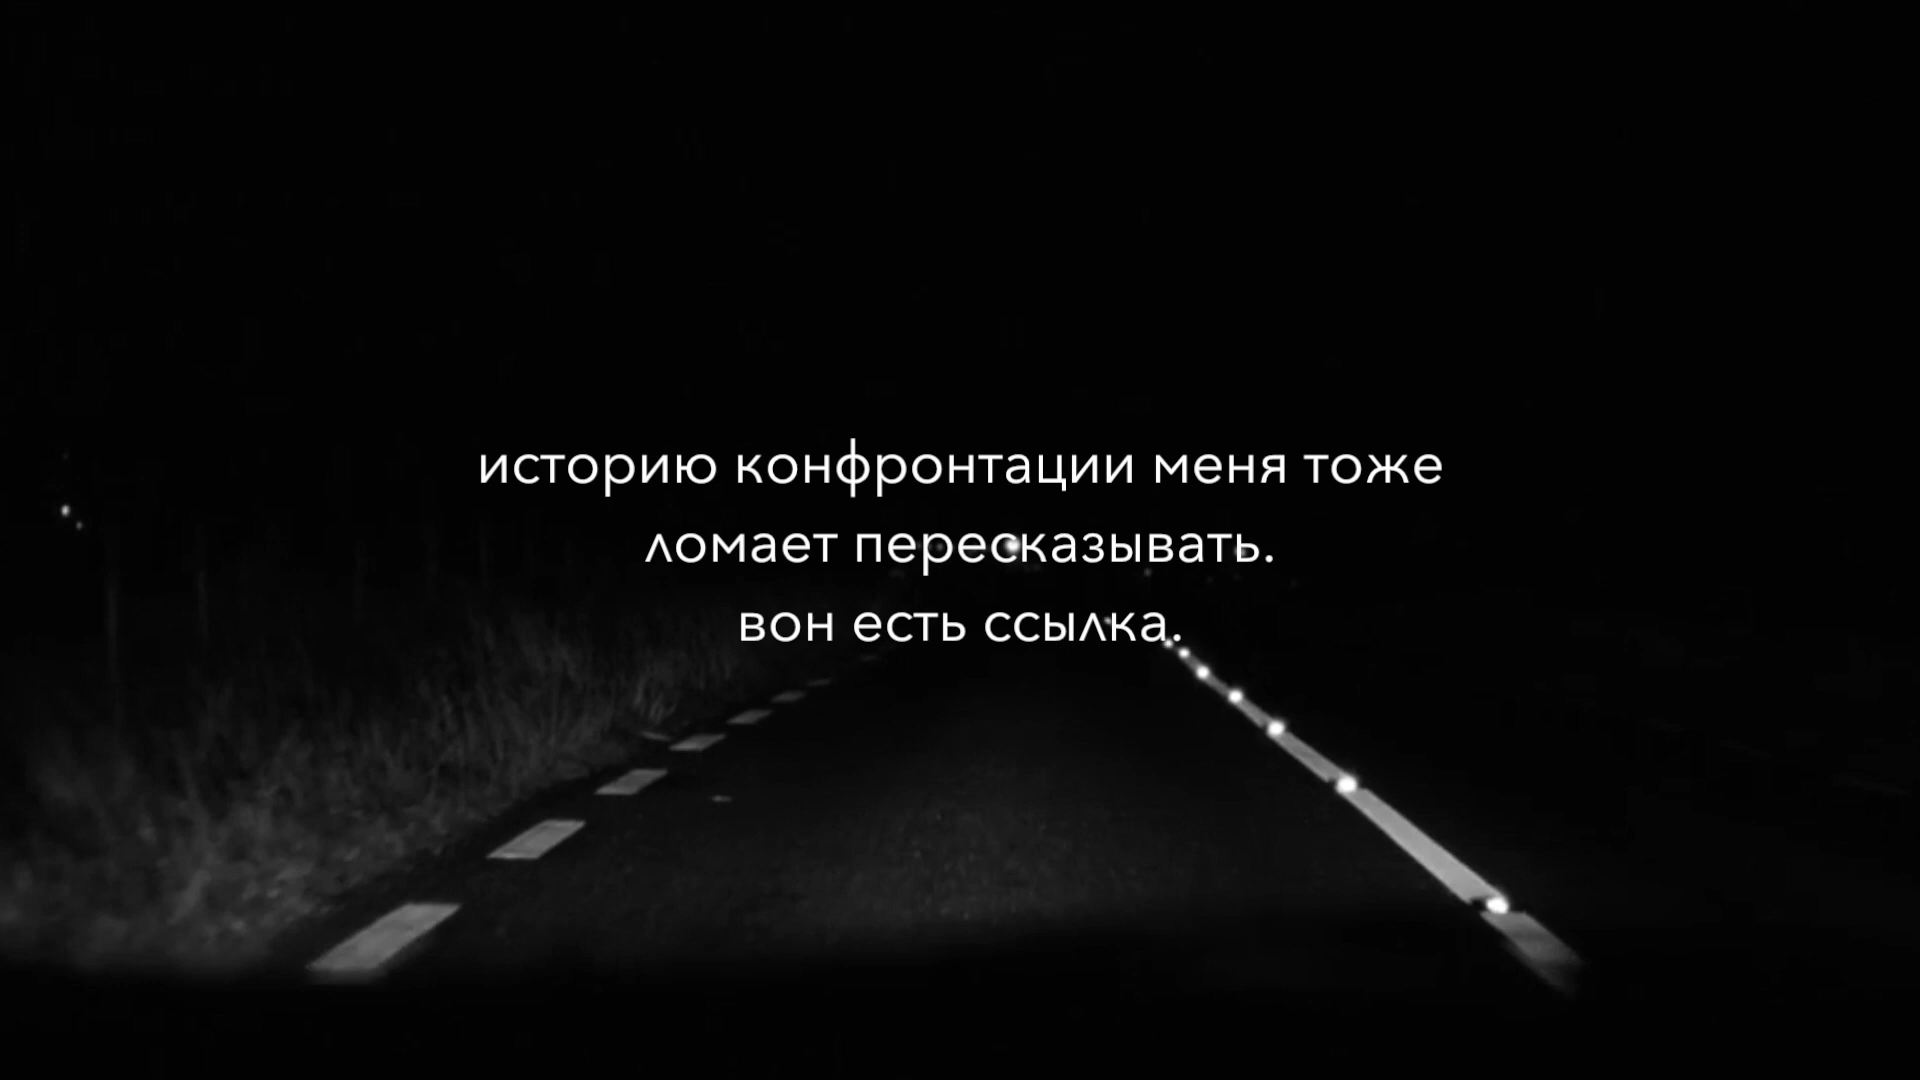 историю конфронтации меня тоже
ломает пересказывать.
вон есть ссылка.